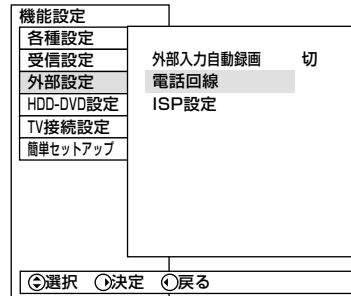 機能設定
各種設定
受信設定
外部設定
HDD-DVD設定
TV接続設定
簡単セットアップ
外部入力自動録画 切
電話回線
ISP設定
選択 決定 戻る